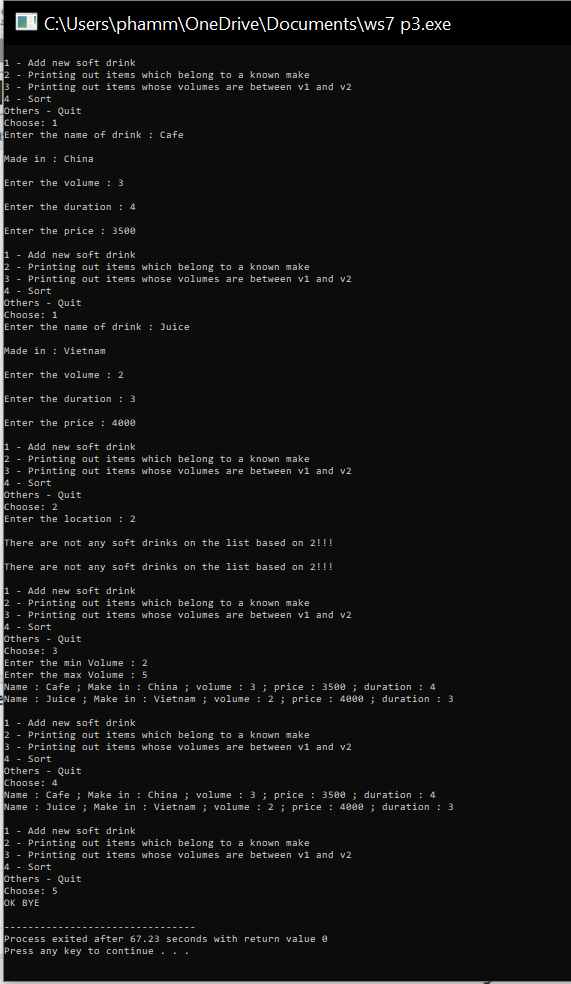 C:\Users\phamm\OneDrive\Documents\ws7 p3.exe
1 - Add new soft drink
2 - Printing out items which belong to a known make
3 - Printing out items whose volumes are between v1 and v2
4 - Sort
Others - Quit
Choose: 1
Enter the name of drink : Cafe
Made in : China
Enter the volume : 3
Enter the duration : 4
Enter the price : 3500
1 - Add new soft drink
2 - Printing out items which belong to a known make
3 - Printing out items whose volumes are between v1 and v2
4 - Sort
Others - Quit
Choose: 1
Enter the name of drink : Juice
Made in : Vietnam
Enter the volume : 2
Enter the duration : 3
Enter the price : 4000
1 - Add new soft drink
2 - Printing out items which belong to a known make
3 - Printing out items whose volumes are between v1 and v2
4 - Sort
Others - Quit
Choose: 2
Enter the location : 2
There are not any soft drinks on the list based on 2!!!
There are not any soft drinks on the list based on 2!!!
1 - Add new soft drink
2 - Printing out items which belong to a known make
3 - Printing out items whose volumes are between v1 and v2
4 - Sort
Others - Quit
Choose: 3
Enter the min Volume : 2
Enter the max Volume : 5
Name : Cafe ; Make in : China ; volume : 3 ; price : 3500 ; duration : 4
Name : Juice ; Make in : Vietnam ; volume : 2 ; price : 4000 ; duration : 3
1 - Add new soft drink
2 - Printing out items which belong to a known make
3 - Printing out items whose volumes are between v1 and v2
4 - Sort
Others - Quit
Choose: 4
Name : Cafe ; Make in : China ; volume : 3 ; price : 3500 ; duration : 4
Name : Juice ; Make in : Vietnam ; volume : 2 ; price : 4000 ; duration : 3
1 - Add new soft drink
2 - Printing out items which belong to a known make
3 - Printing out items whose volumes are between v1 and v2
4 - Sort
Others - Quit
Choose: 5
OK BYE
--------------------------------
Process exited after 67.23 seconds with return value 0
Press any key to continue . . .